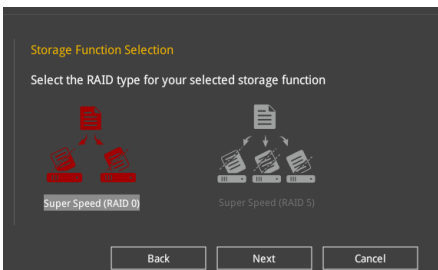 Storage Function Selection
Select the RAID type for your selected storage function
Super Speed (RAID 0)
Super Speed (RAID 5)
Back
Next
Cancel